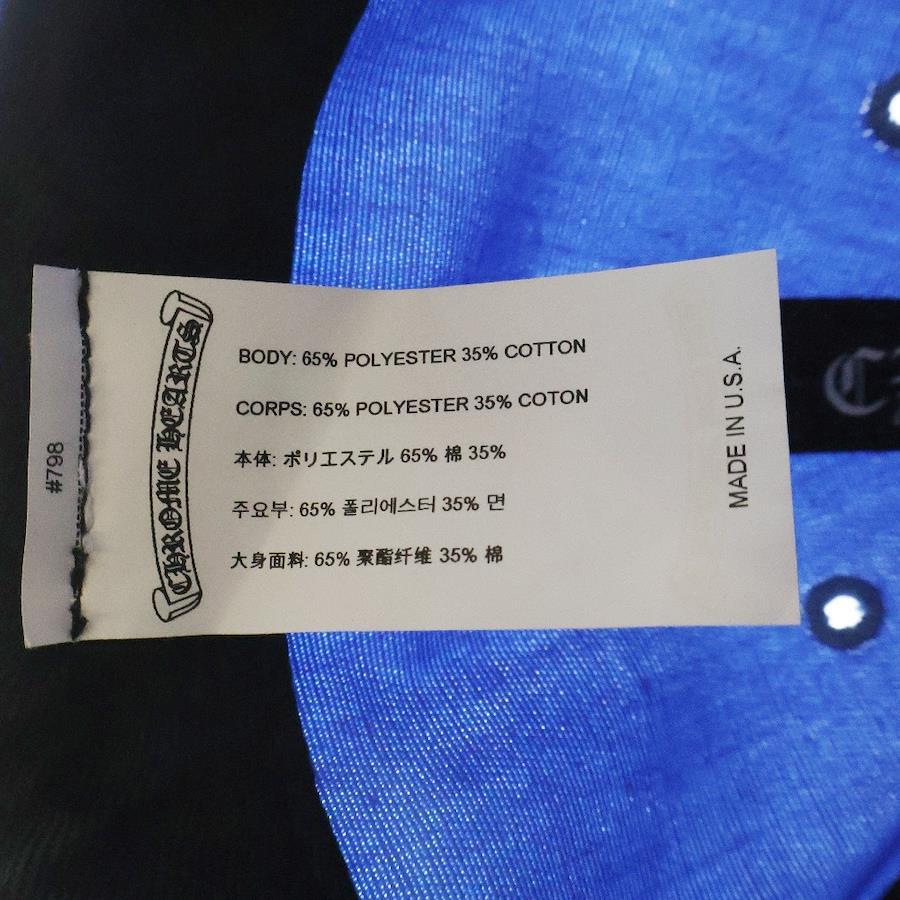 #798
CHROME HEARTS
BODY: 65% POLYESTER 35% COTTON
CORPS: 65% POLYESTER 35% COTON
本体: ポリエステル 65% 棉 35%
주요부: 65% 폴리에스터 35% 면
大身面料: 65% 聚酯纤维 35% 棉
MADE IN U.S.A.